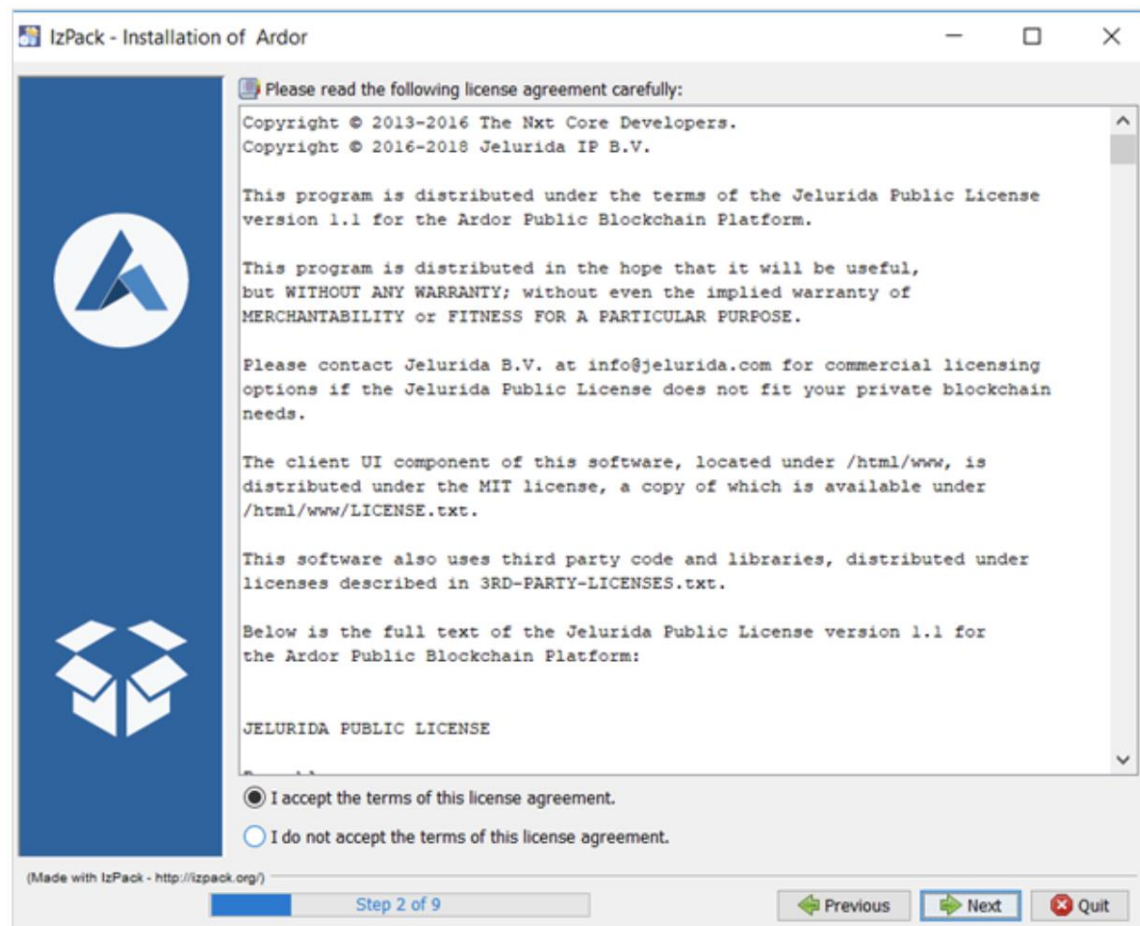 IzPack - Installation of Ardor
Please read the following license agreement carefully:
Copyright © 2013-2016 The Nxt Core Developers.
Copyright © 2016-2018 Jelurida IP B.V.
This program is distributed under the terms of the Jelurida Public License
version 1.1 for the Ardor Public Blockchain Platform.
This program is distributed in the hope that it will be useful,
but WITHOUT ANY WARRANTY; without even the implied warranty of
MERCHANTABILITY or FITNESS FOR A PARTICULAR PURPOSE.
Please contact Jelurida B.V. at info@jelurida.com for commercial licensing
options if the Jelurida Public License does not fit your private blockchain
needs.
The client UI component of this software, located under /html/www, is
distributed under the MIT license, a copy of which is available under
/html/www/LICENSE.txt.
This software also uses third party code and libraries, distributed under
licenses described in 3RD-PARTY-LICENSES.txt.
Below is the full text of the Jelurida Public License version 1.1 for
the Ardor Public Blockchain Platform:
JELURIDA PUBLIC LICENSE
I accept the terms of this license agreement.
I do not accept the terms of this license agreement.
(Made with IzPack - http://izpack.org/)
Step 2 of 9
Previous
Next
Quit